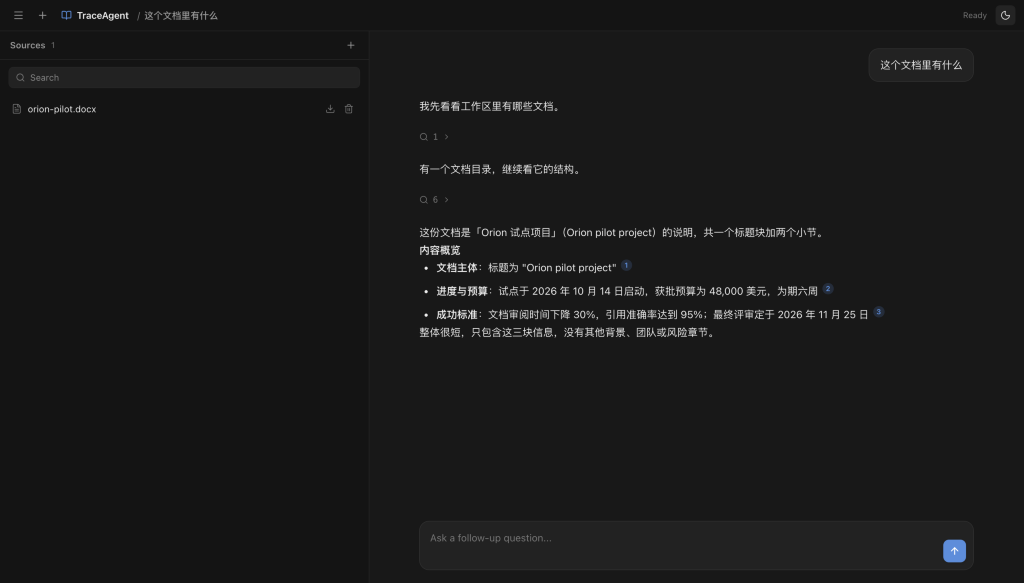 TraceAgent / 这个文档里有什么
Ready
Sources 1
Search
orion-pilot.docx
这个文档里有什么
我先看看工作区里有哪些文档。
1
有一个文档目录，继续看它的结构。
6
这份文档是「Orion 试点项目」（Orion pilot project）的说明，共一个标题块加两个小节。
内容概览
• 文档主体：标题为 "Orion pilot project" 1
• 进度与预算：试点于 2026 年 10 月 14 日启动，获批预算为 48,000 美元，为期六周 2
• 成功标准：文档审阅时间下降 30%，引用准确率达到 95%；最终评审定于 2026 年 11 月 25 日 3
整体很短，只包含这三块信息，没有其他背景、团队或风险章节。
Ask a follow-up question...